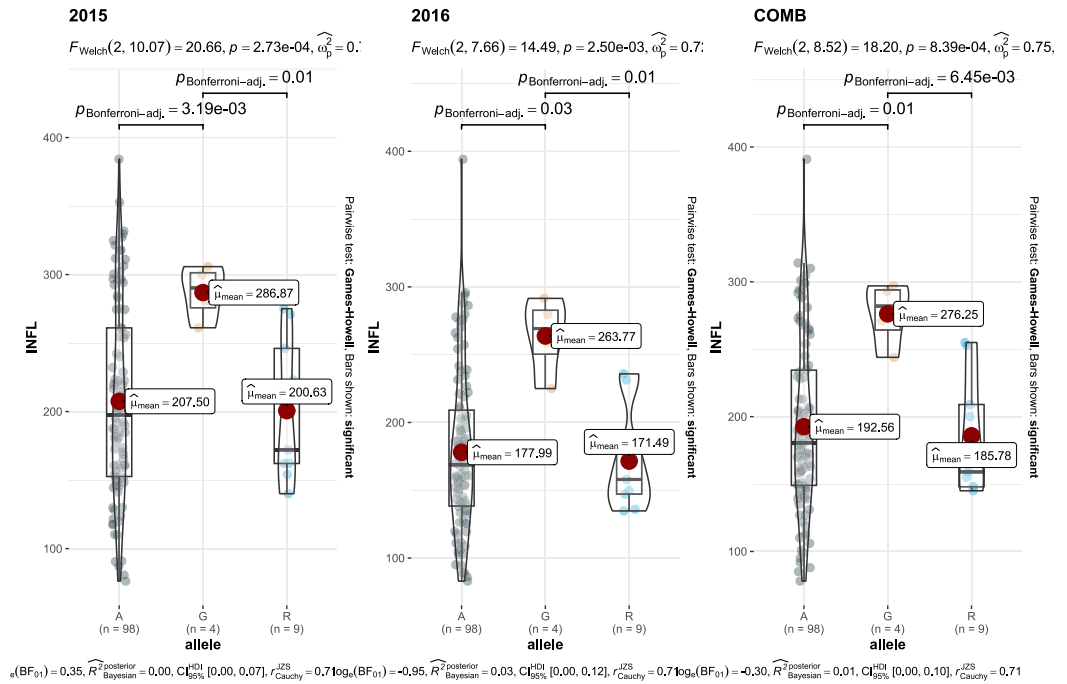 2015
F_Welch(2, 10.07) = 20.66, p = 2.73e-04, ω̂²_p = 0.
p_Bonferroni−adj. = 0.01
p_Bonferroni−adj. = 3.19e-03
400
300
200
100
INFL
μ̂_mean = 207.50
μ̂_mean = 286.87
μ̂_mean = 200.63
Pairwise test: Games-Howell, Bars shown: significant
A
(n = 98)
G
(n = 4)
R
(n = 9)
allele
e(BF₀₁) = 0.35, R̂² posterior Bayesian = 0.00, CI HDI 95% [0.00, 0.07], r JZS Cauchy = 0.71
2016
F_Welch(2, 7.66) = 14.49, p = 2.50e-03, ω̂²_p = 0.7
p_Bonferroni−adj. = 0.01
p_Bonferroni−adj. = 0.03
400
300
200
100
INFL
μ̂_mean = 177.99
μ̂_mean = 263.77
μ̂_mean = 171.49
Pairwise test: Games-Howell, Bars shown: significant
A
(n = 98)
G
(n = 4)
R
(n = 9)
allele
log_e(BF₀₁) = -0.95, R̂² posterior Bayesian = 0.03, CI HDI 95% [0.00, 0.12], r JZS Cauchy = 0.71
COMB
F_Welch(2, 8.52) = 18.20, p = 8.39e-04, ω̂²_p = 0.75,
p_Bonferroni−adj. = 6.45e-03
p_Bonferroni−adj. = 0.01
400
300
200
100
INFL
μ̂_mean = 192.56
μ̂_mean = 276.25
μ̂_mean = 185.78
Pairwise test: Games-Howell, Bars shown: significant
A
(n = 98)
G
(n = 4)
R
(n = 9)
allele
log_e(BF₀₁) = -0.30, R̂² posterior Bayesian = 0.01, CI HDI 95% [0.00, 0.10], r JZS Cauchy = 0.71